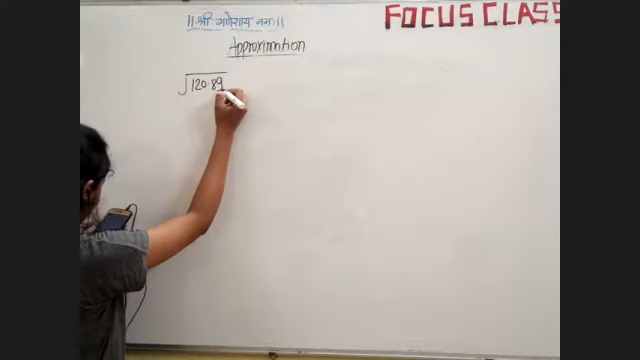 ||श्री गणेशाय नमः||
FOCUS CLASS
Approximation
√120.89